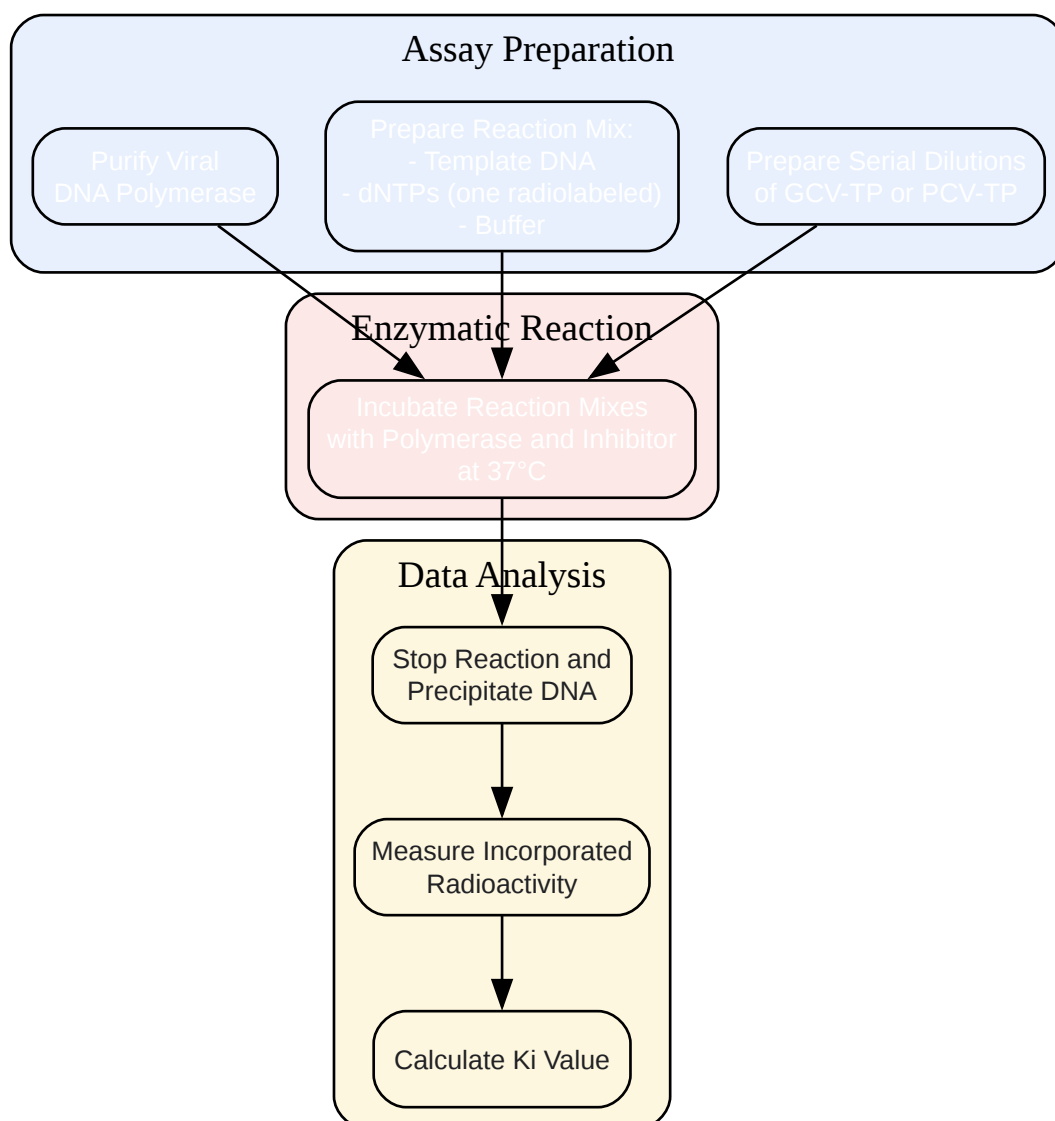 Assay Preparation
Purify Viral
DNA Polymerase
Prepare Reaction Mix:
- Template DNA
- dNTPs (one radiolabeled)
- Buffer
Prepare Serial Dilutions
of GCV-TP or PCV-TP
Enzymatic Reaction
Incubate Reaction Mixes
with Polymerase and Inhibitor
at 37°C
Data Analysis
Stop Reaction and
Precipitate DNA
Measure Incorporated
Radioactivity
Calculate Ki Value